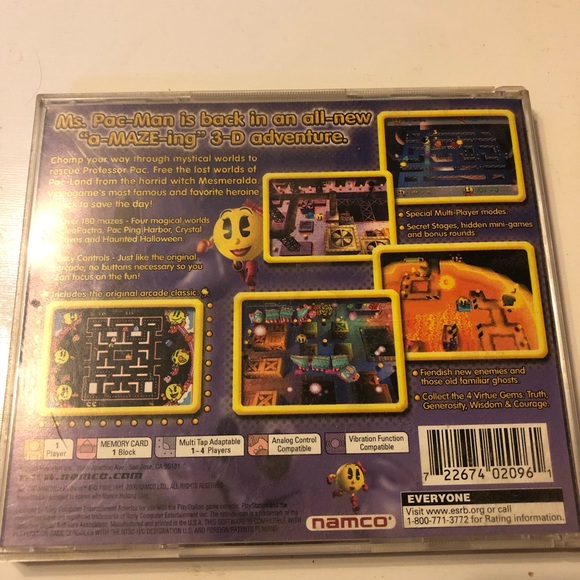 Ms. Pac-Man is back in an all-new
"a-MAZE-ing" 3-D adventure.
Chomp your way through mystical worlds to
rescue Professor Pac. Free the lost worlds of
Pac-Land from the horrid witch Mesmeralda.
Videogame's most famous and favorite heroine
to save the day!
180 mazes - Four magical worlds
Pac Ping Harbor, Crystal
and Haunted Halloween
Controls - Just like the original
no buttons necessary so you
can focus on the fun!
• Includes the original arcade classic
• Special Multi-Player modes.
• Secret Stages, hidden mini-games
and bonus rounds
• Fiendish new enemies and
those old familiar ghosts
• Collect the 4 Virtue Gems: Truth,
Generosity, Wisdom & Courage
1
Player
MEMORY CARD
1 Block
Multi Tap Adaptable
1-4 Players
Analog Control
Compatible
Vibration Function
Compatible
www.namco.com
namco
7 22674 02096 1
EVERYONE
Visit www.esrb.org or call
1-800-771-3772 for Rating information.